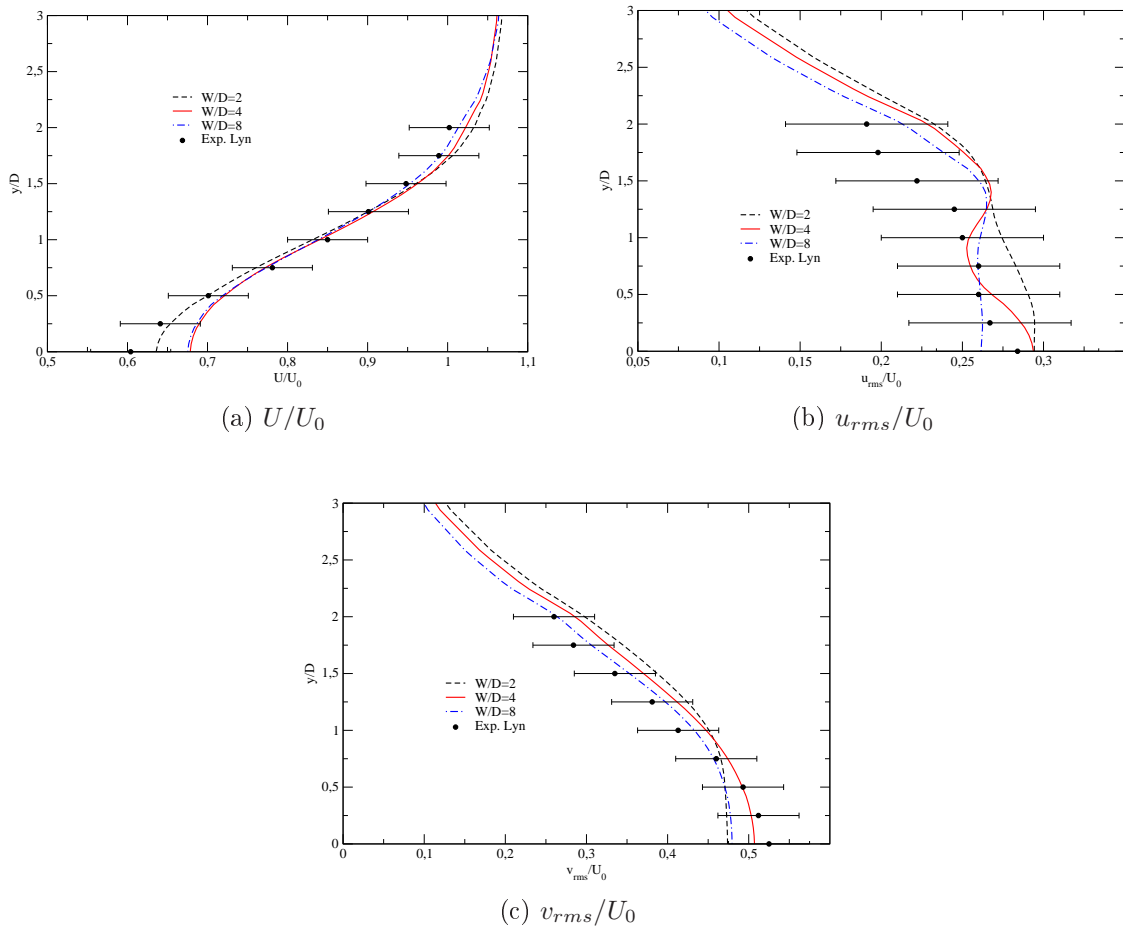 3
2,5
2
1,5
1
0,5
0
y/D
W/D=2
W/D=4
W/D=8
Exp. Lyn
0,5 0,6 0,7 0,8 0,9 1 1,1
U/U0
(a) U/U0
3
2,5
2
1,5
1
0,5
0
y/D
W/D=2
W/D=4
W/D=8
Exp. Lyn
0,05 0,1 0,15 0,2 0,25 0,3
urms/U0
(b) urms/U0
3
2,5
2
1,5
1
0,5
0
y/D
W/D=2
W/D=4
W/D=8
Exp. Lyn
0 0,1 0,2 0,3 0,4 0,5
vrms/U0
(c) vrms/U0